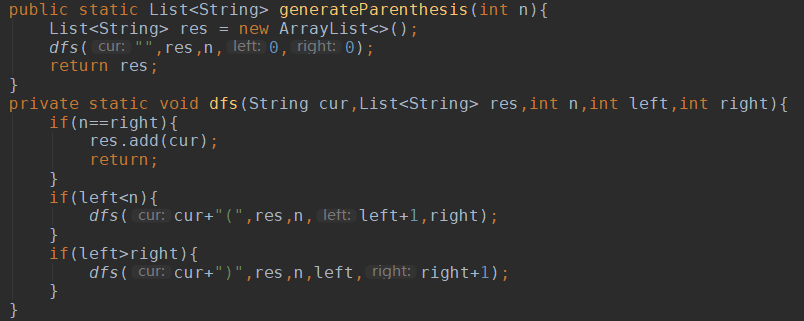 public static List<String> generateParenthesis(int n){
    List<String> res = new ArrayList<>();
    dfs( cur: "",res,n, left: 0, right: 0);
    return res;
}
private static void dfs(String cur,List<String> res,int n,int left,int right){
    if(n==right){
        res.add(cur);
        return;
    }
    if(left<n){
        dfs( cur: cur+"(",res,n, left: left+1,right);
    }
    if(left>right){
        dfs( cur: cur+")",res,n,left, right: right+1);
    }
}